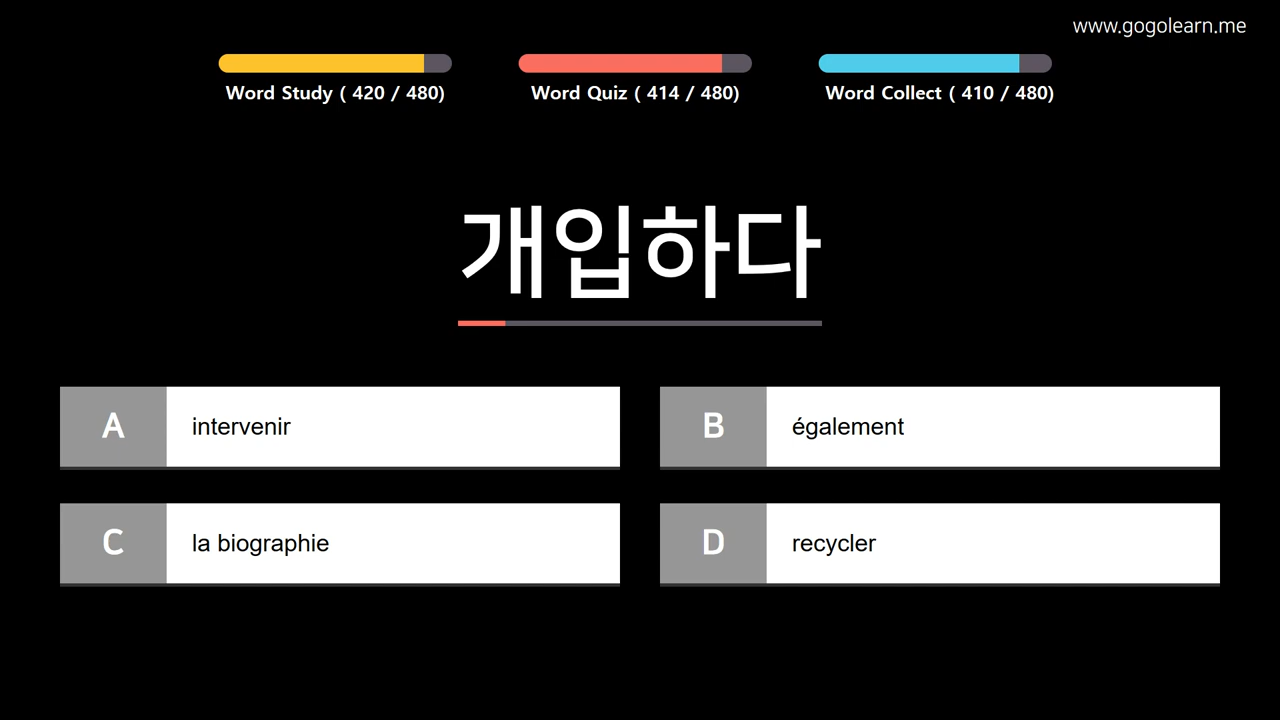 www.gogolearn.me
Word Study ( 420 / 480)
Word Quiz ( 414 / 480)
Word Collect ( 410 / 480)
개입하다
A intervenir
B également
C la biographie
D recycler